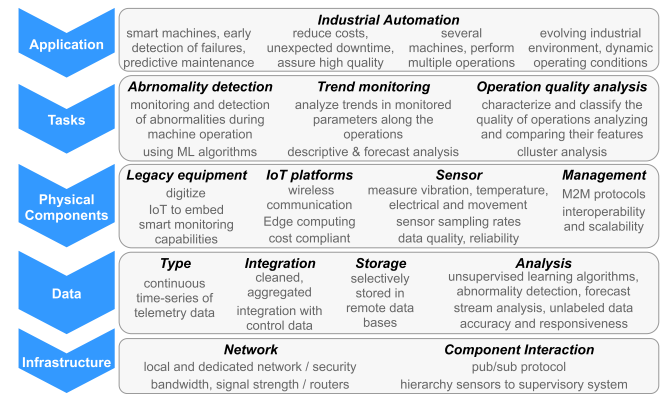 Application
Industrial Automation
smart machines, early
detection of failures,
predictive maintenance
reduce costs,
unexpected downtime,
assure high quality
several
machines, perform
multiple operations
evolving industrial
environment, dynamic
operating conditions
Tasks
Abrnomality detection
monitoring and detection
of abnormalities during
machine operation
using ML algorithms
Trend monitoring
analyze trends in monitored
parameters along the
operations
descriptive & forecast analysis
Operation quality analysis
characterize and classify the
quality of operations analyzing
and comparing their features
clluster analysis
Physical
Components
Legacy equipment
digitize
IoT to embed
smart monitoring
capabilities
IoT platforms
wireless
communication
Edge computing
cost compliant
Sensor
measure vibration, temperature,
electrical and movement
sensor sampling rates
data quality, reliability
Management
M2M protocols
interoperability
and scalability
Data
Type
continuous
time-series of
telemetry data
Integration
cleaned,
aggregated
integration with
control data
Storage
selectively
stored in
remote data
bases
Analysis
unsupervised learning algorithms,
abnormality detection, forecast
stream analysis, unlabeled data
accuracy and responsiveness
Infrastructure
Network
local and dedicated network / security
bandwidth, signal strength / routers
Component Interaction
pub/sub protocol
hierarchy sensors to supervisory system